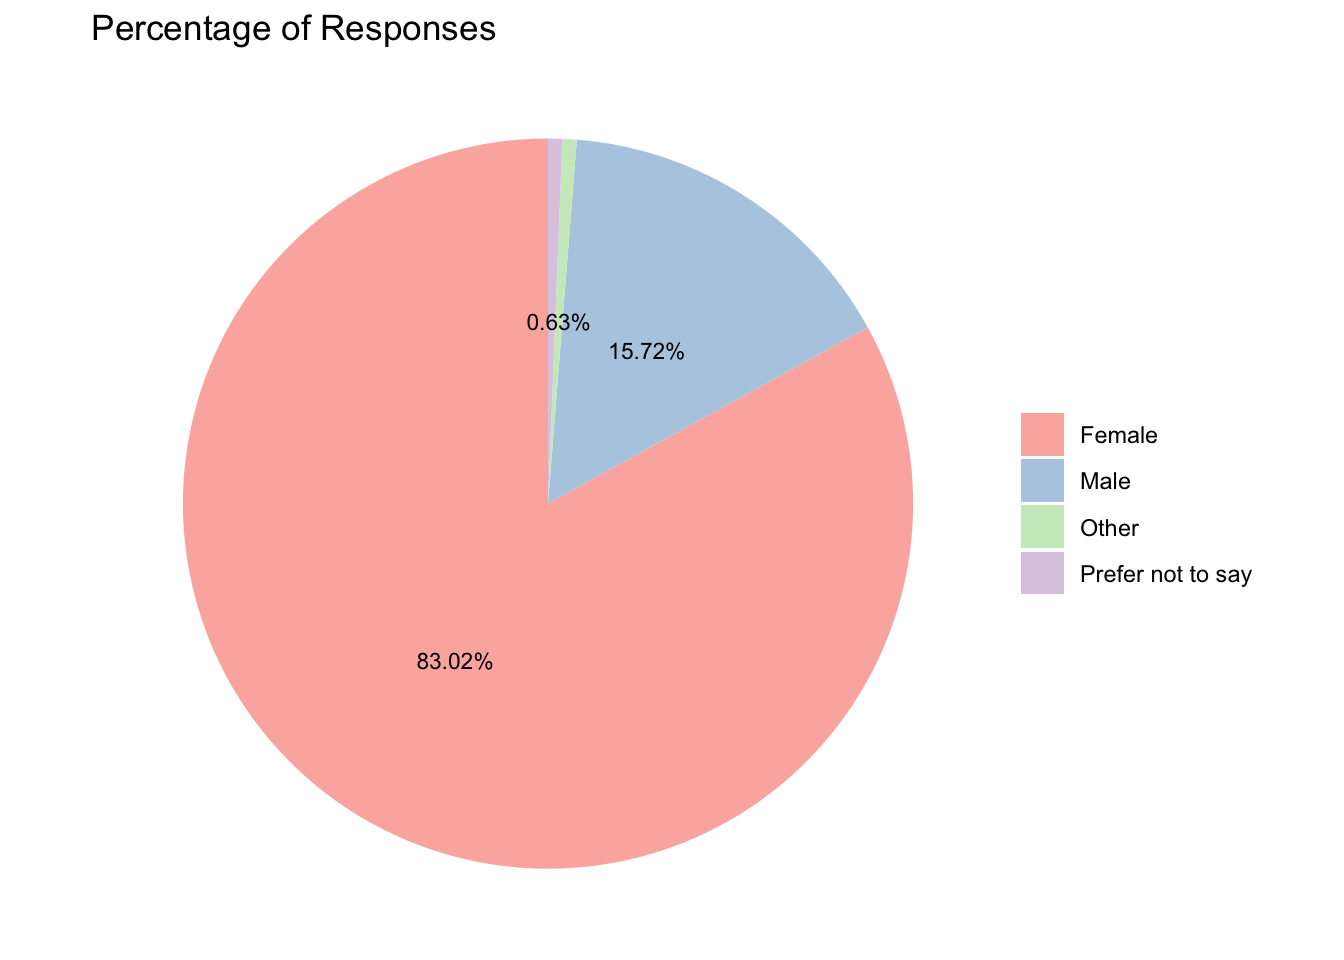 Percentage of Responses
0.63%
15.72%
83.02%
Female
Male
Other
Prefer not to say